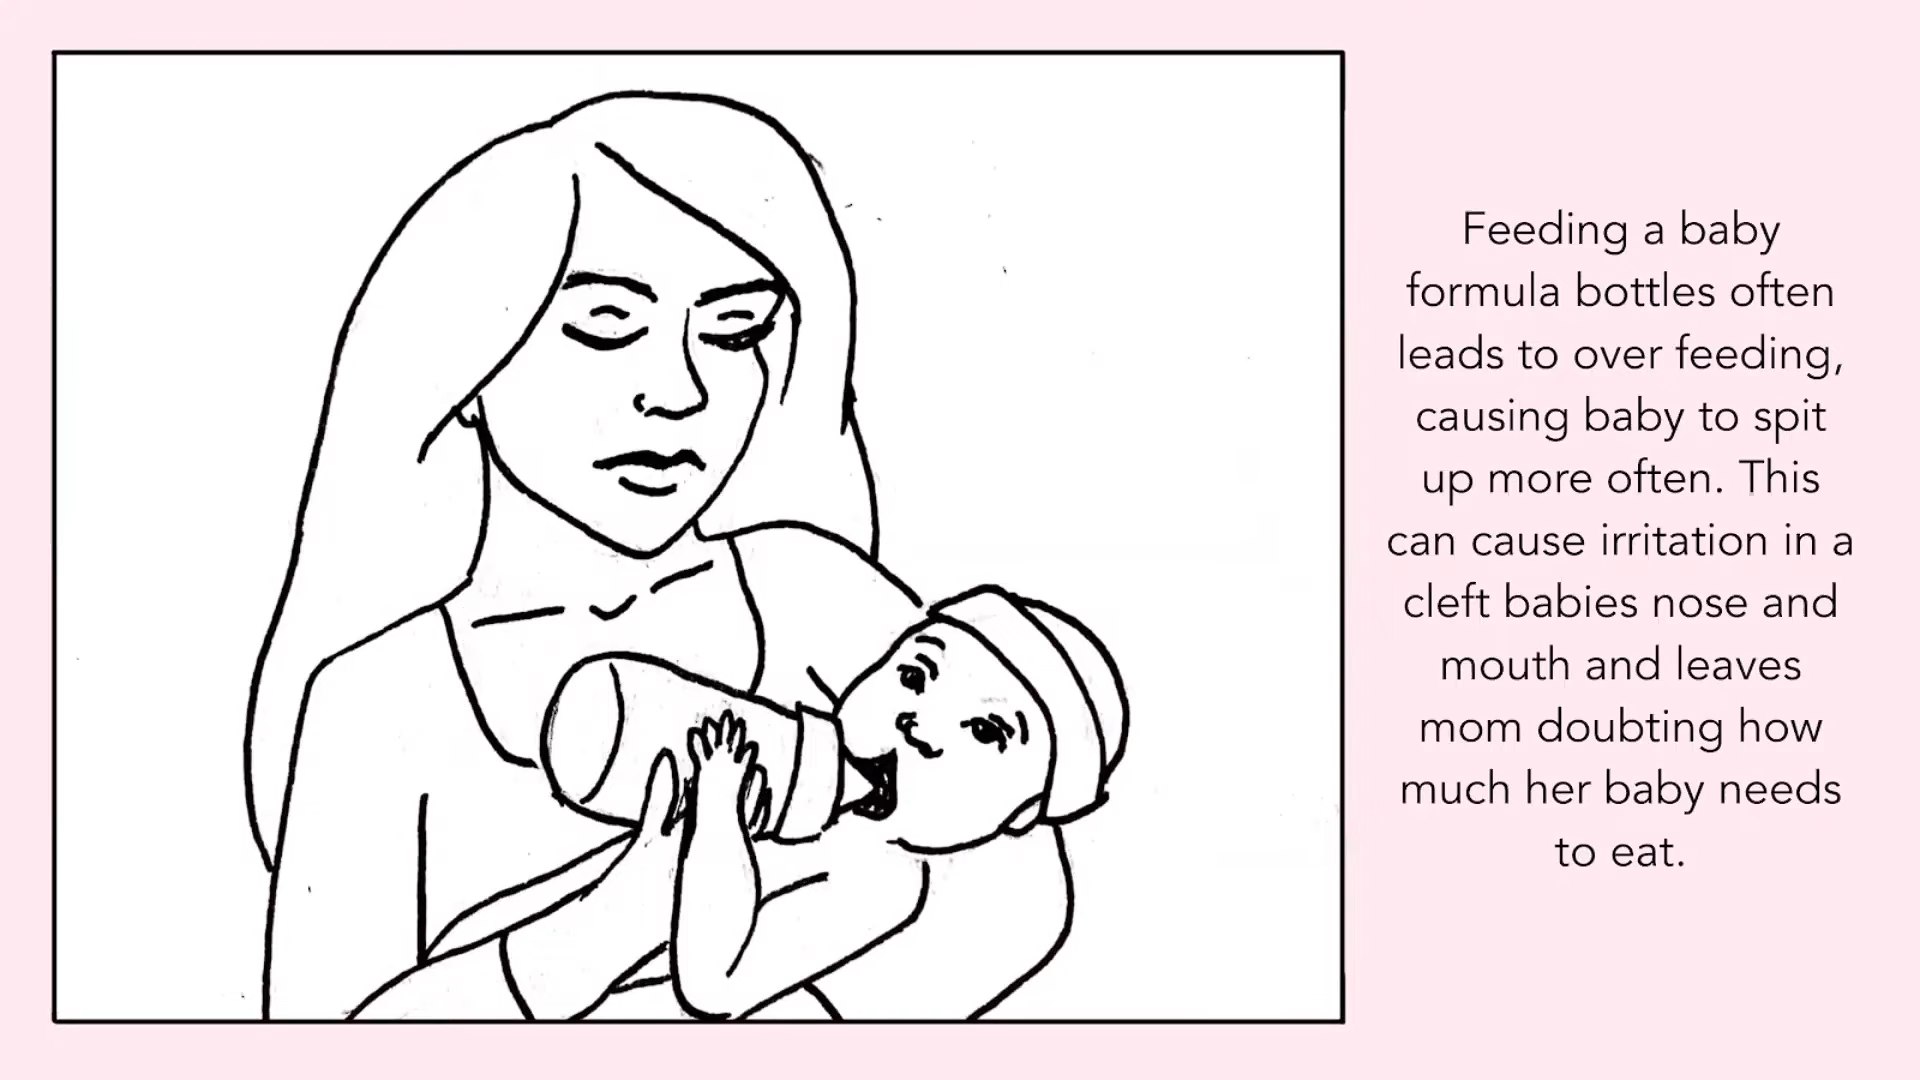 Feeding a baby
formula bottles often
leads to over feeding,
causing baby to spit
up more often. This
can cause irritation in a
cleft babies nose and
mouth and leaves
mom doubting how
much her baby needs
to eat.